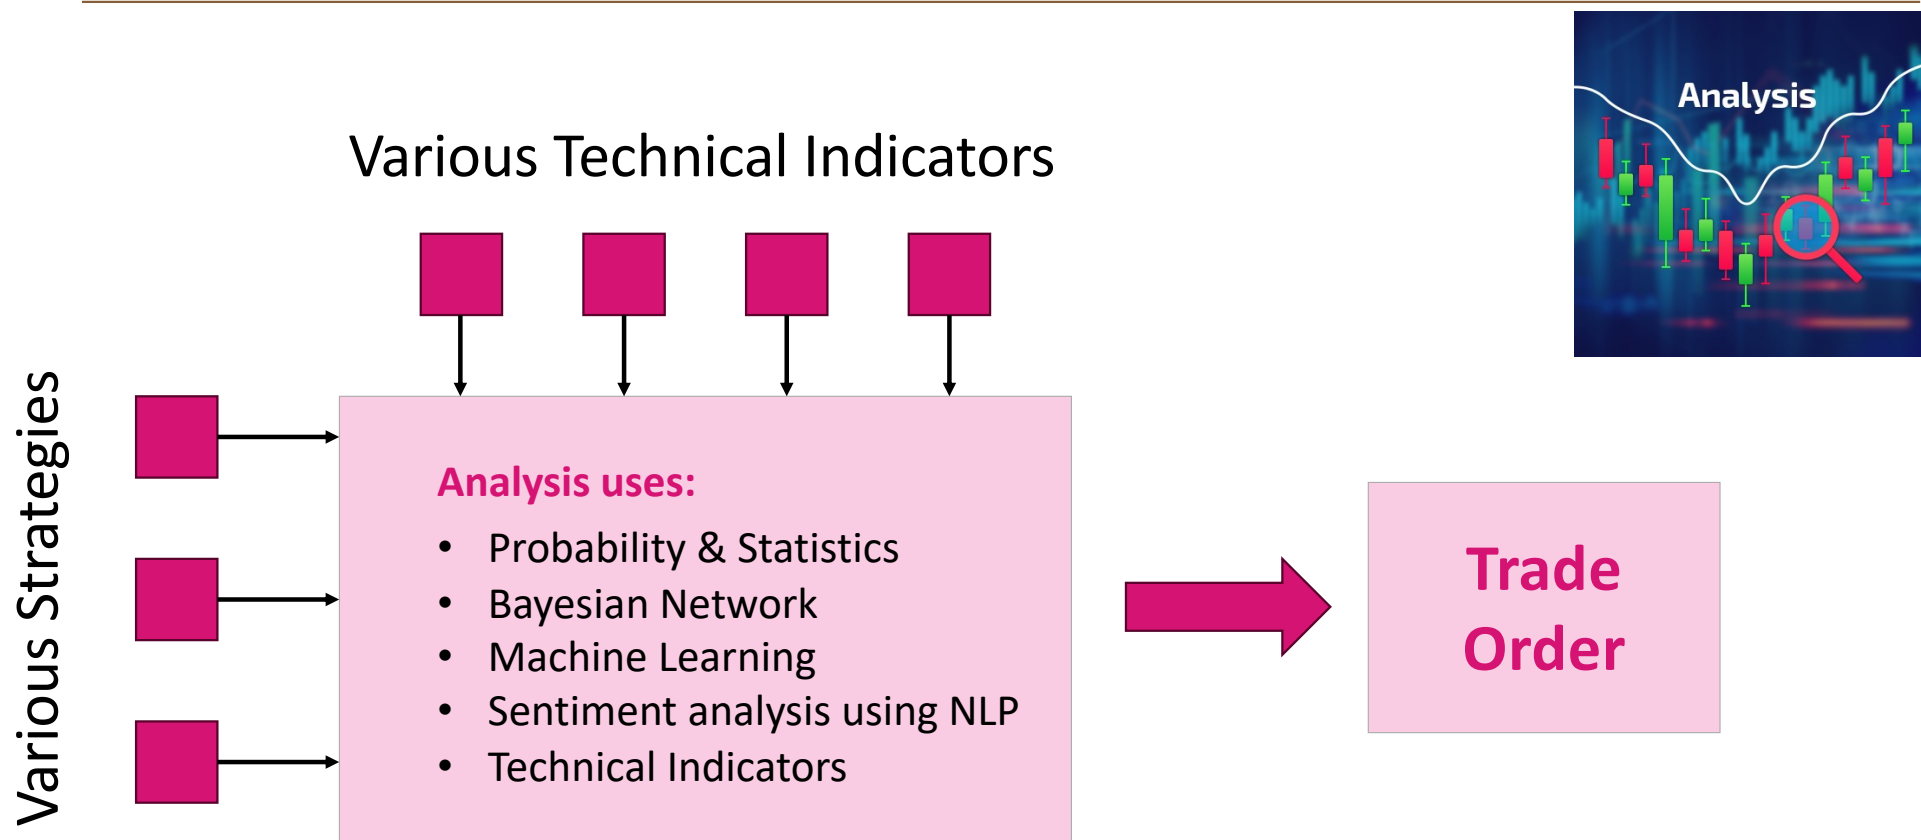 Analysis
Various Technical Indicators
Various Strategies
Analysis uses:
• Probability & Statistics
• Bayesian Network
• Machine Learning
• Sentiment analysis using NLP
• Technical Indicators
Trade
Order